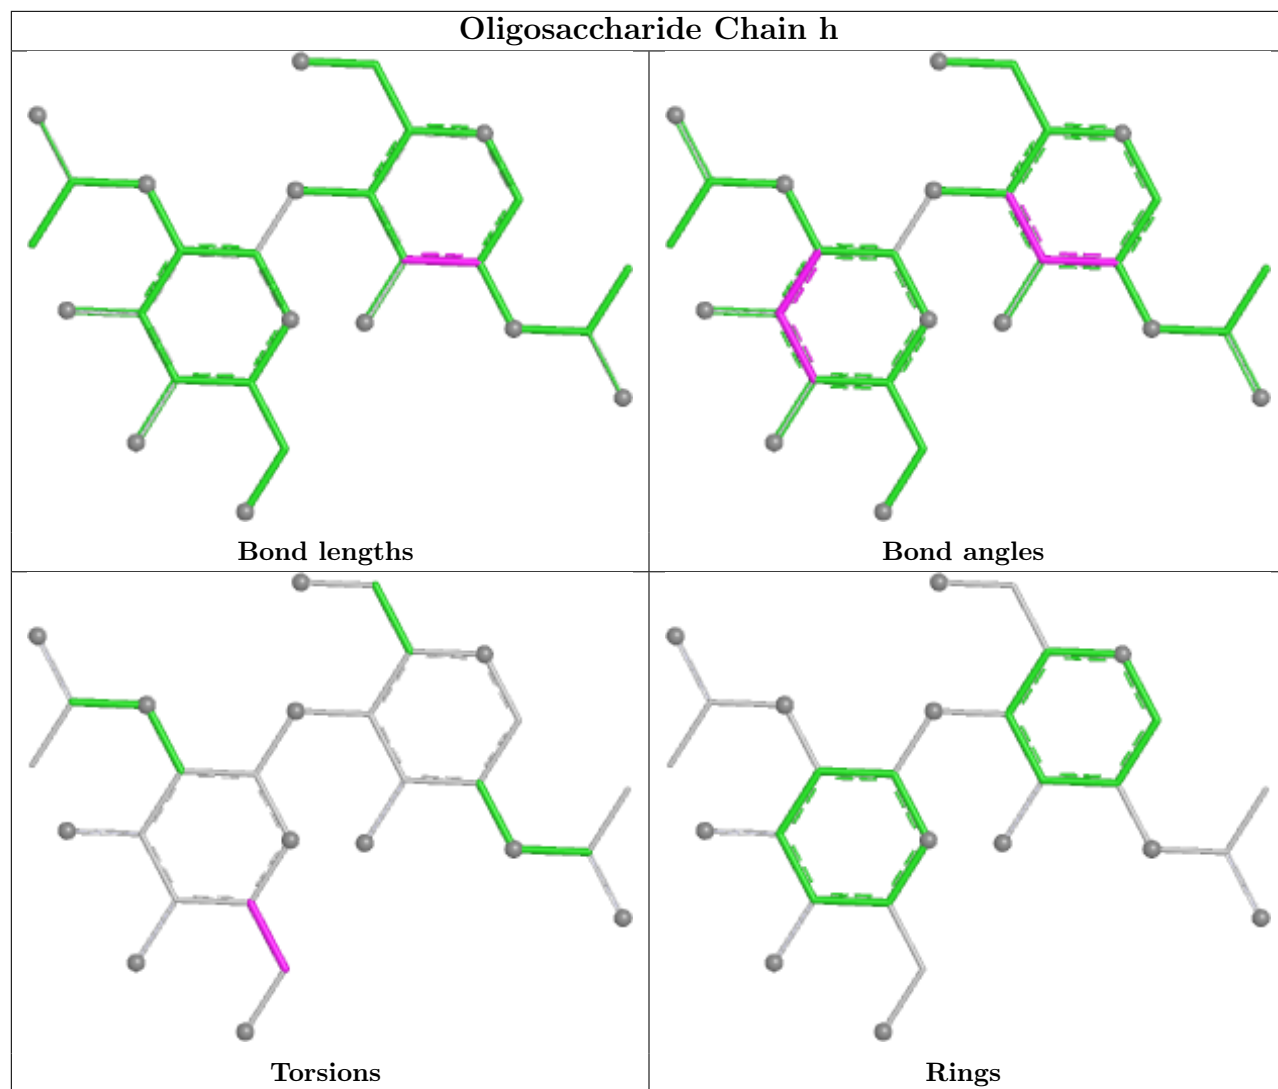 Oligosaccharide Chain h
Bond lengths
Bond angles
Torsions
Rings